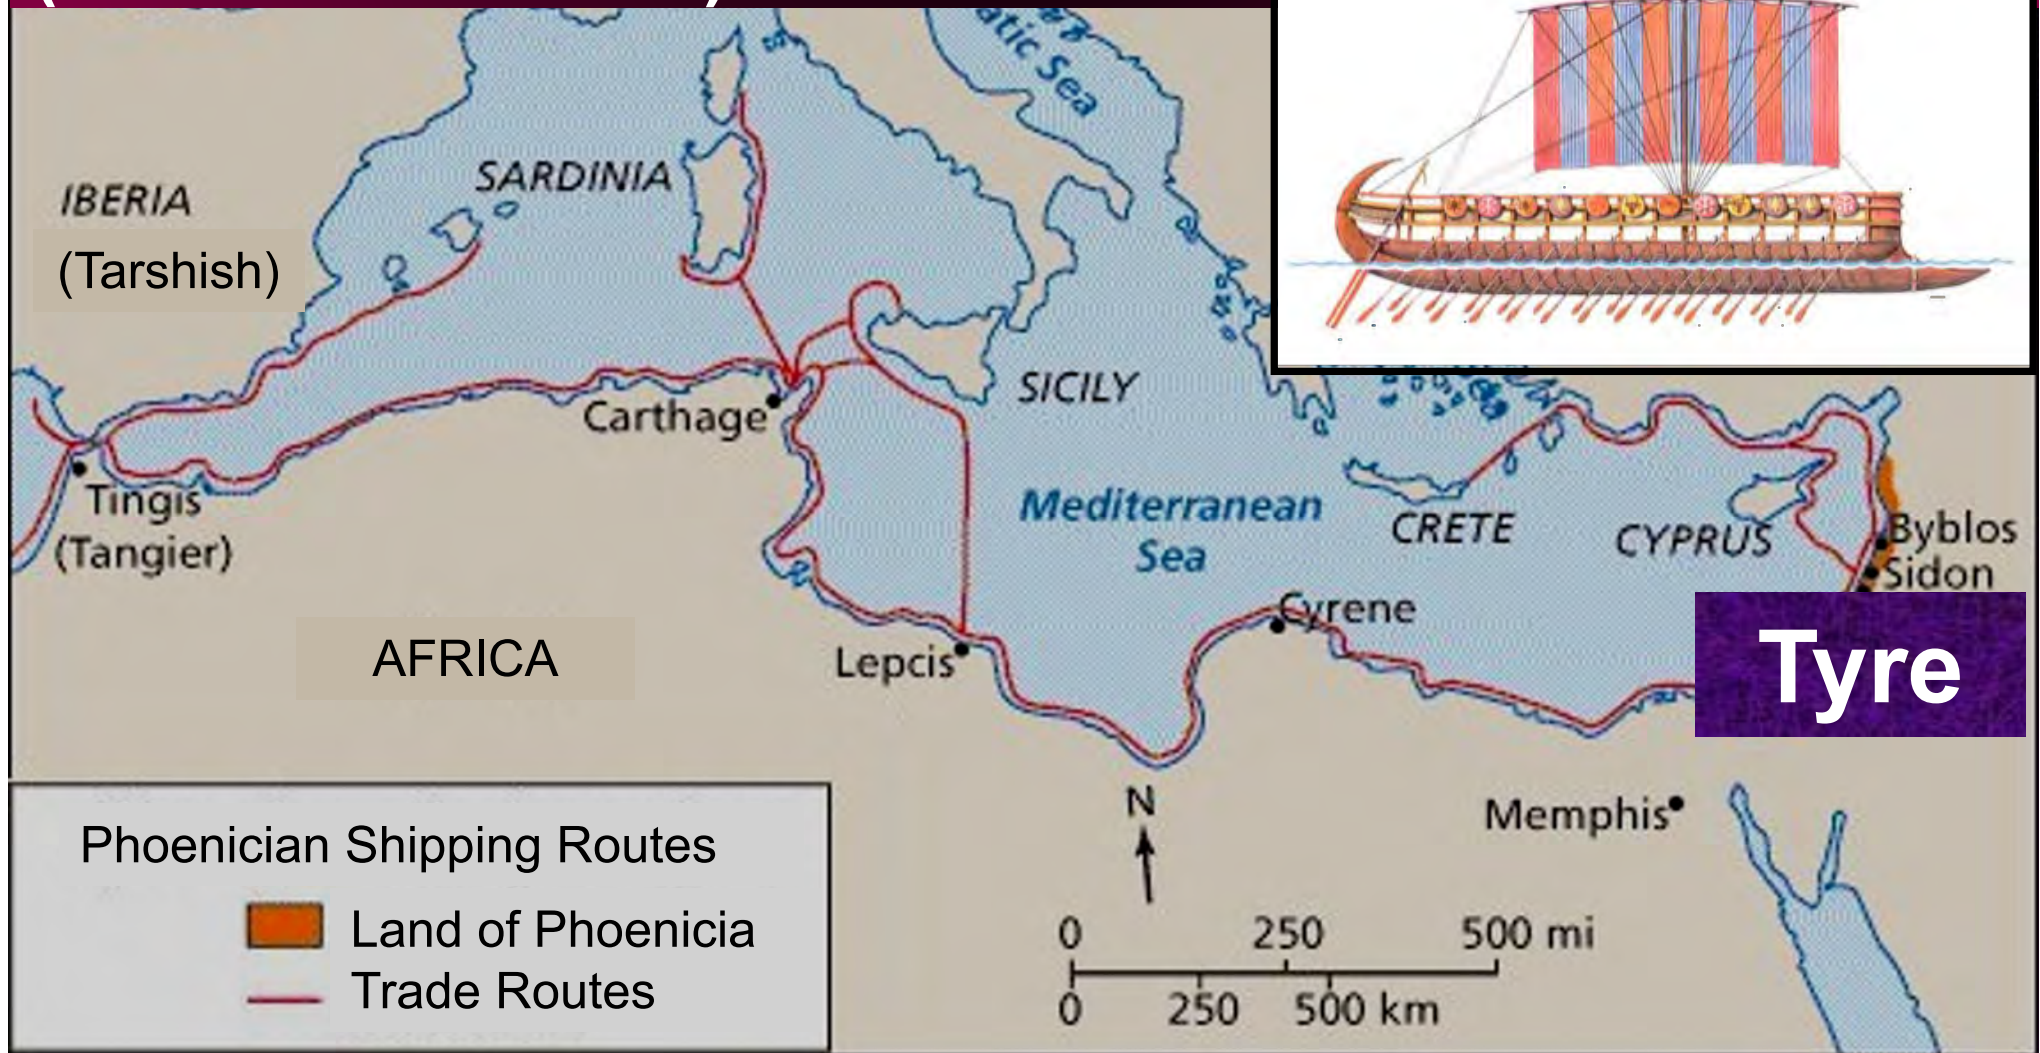 atic Sea
IBERIA
(Tarshish)
SARDINIA
SICILY
Carthage
Tingis
(Tangier)
Mediterranean
Sea
CRETE
CYPRUS
Byblos
Sidon
Tyre
Cyrene
Lepcis
AFRICA
Memphis
N
0 250 500 mi
0 250 500 km
Phoenician Shipping Routes
Land of Phoenicia
Trade Routes